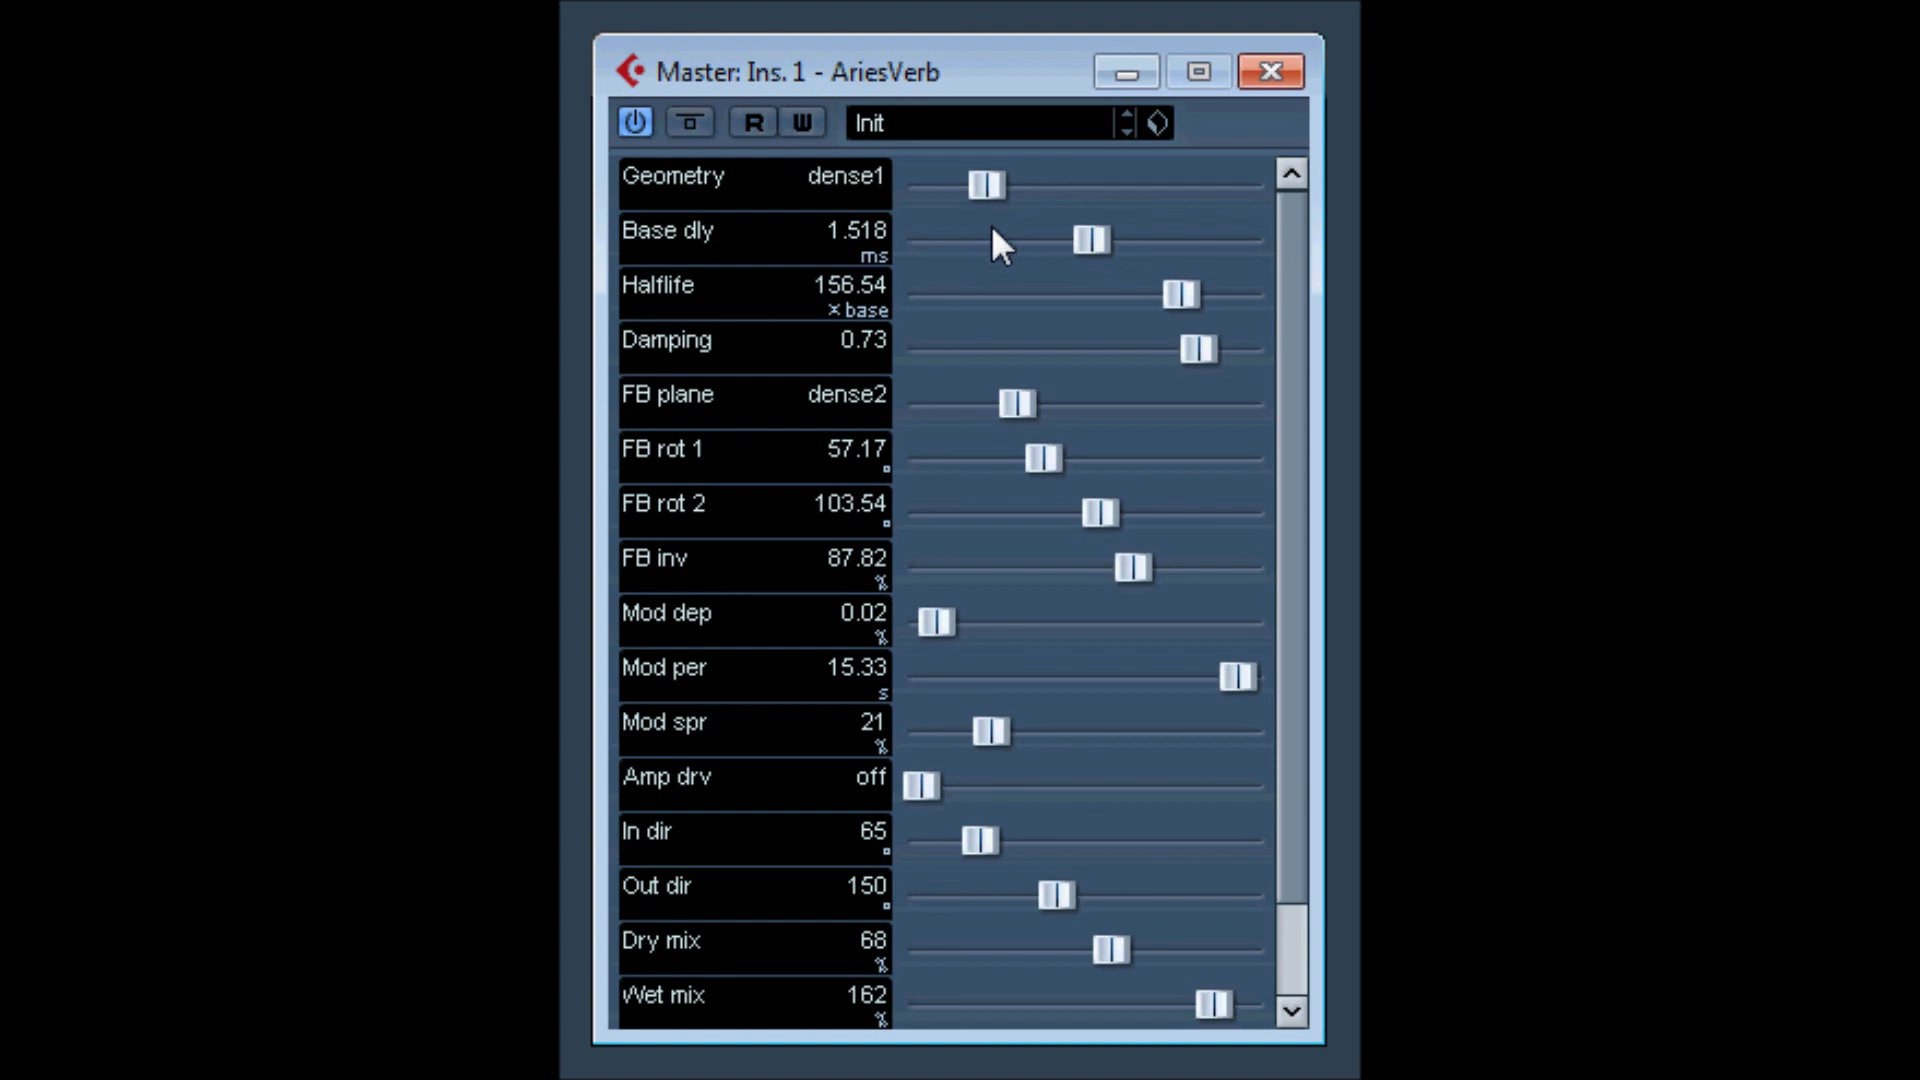 Master: Ins. 1 - AriesVerb
R W Init
Geometry dense1
Base dly 1.518
ms
Halflife 156.54
× base
Damping 0.73
FB plane dense2
FB rot 1 57.17
°
FB rot 2 103.54
°
FB inv 87.82
%
Mod dep 0.02
%
Mod per 15.33
s
Mod spr 21
%
Amp drv off
In dir 65
°
Out dir 150
°
Dry mix 68
%
Wet mix 162
%